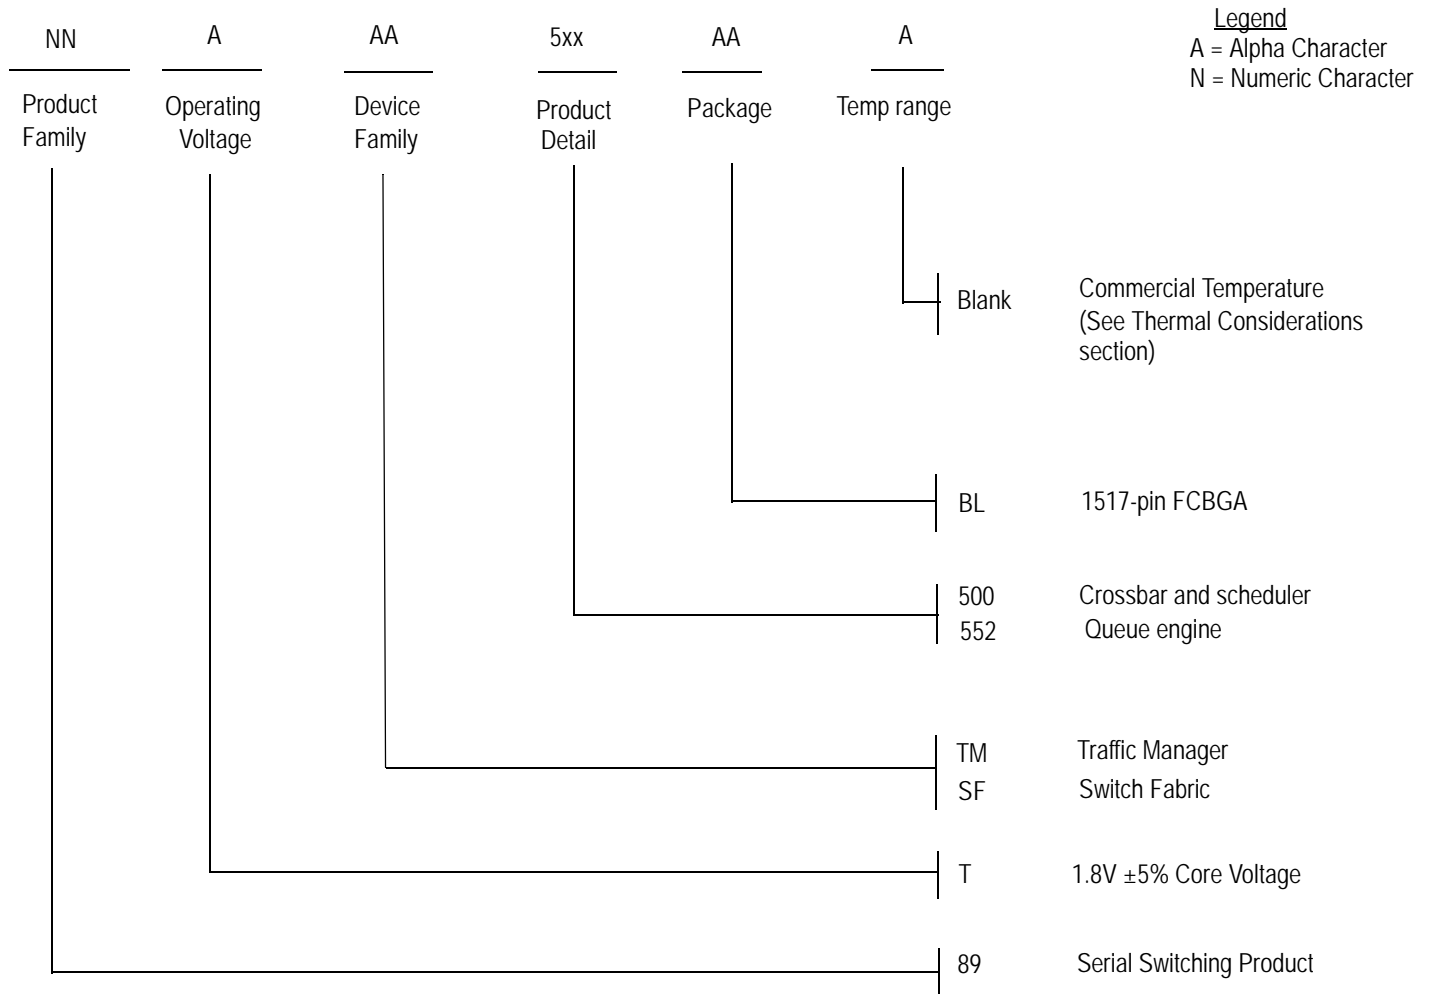 NN A AA 5xx AA A
Legend
A = Alpha Character
N = Numeric Character
Product
Family
Operating
Voltage
Device
Family
Product
Detail
Package
Temp range
Blank Commercial Temperature
(See Thermal Considerations
section)
BL 1517-pin FCBGA
500 Crossbar and scheduler
552 Queue engine
TM Traffic Manager
SF Switch Fabric
T 1.8V ±5% Core Voltage
89 Serial Switching Product